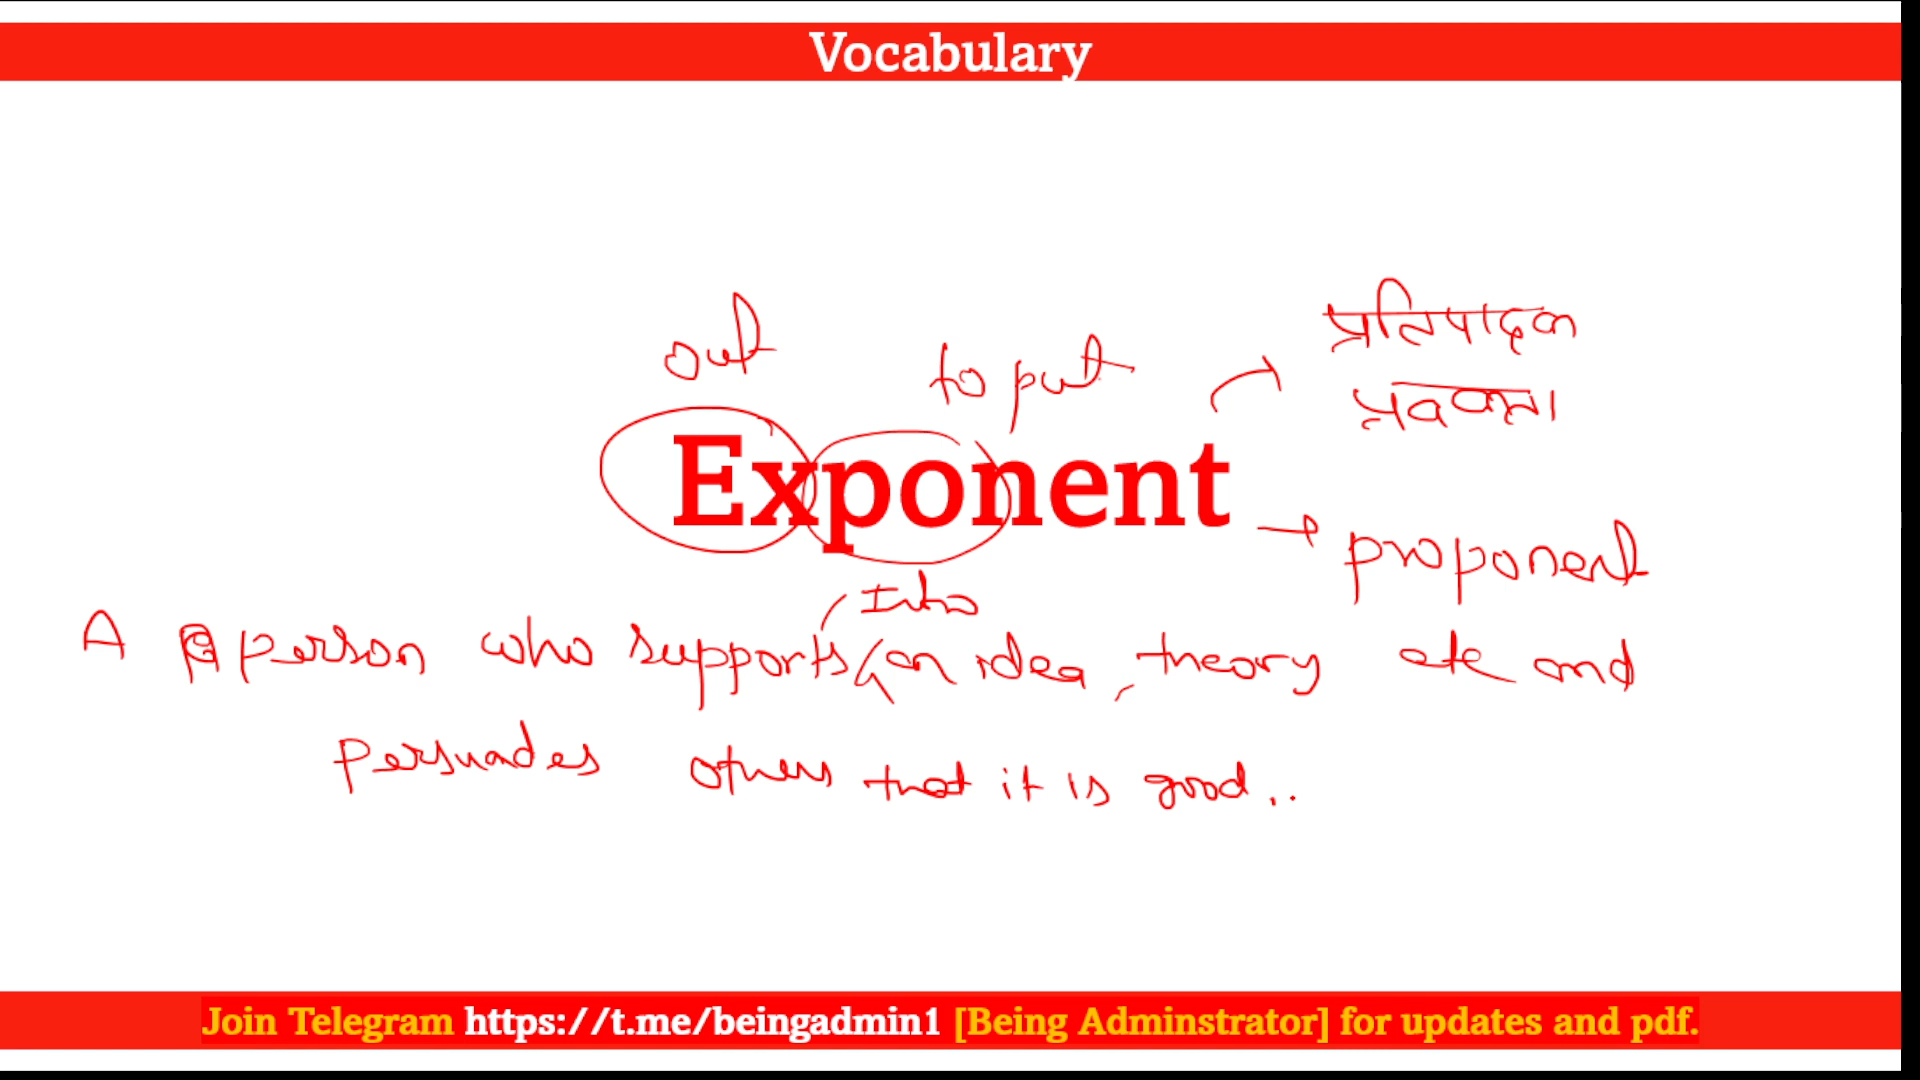 Vocabulary
out
to put
प्रतिपादक
प्रवक्ता
Exponent
proponent
Intro
A person who supports an idea, theory etc and
persuades others that it is good..
Join Telegram https://t.me/beingadmin1 [Being Adminstrator] for updates and pdf.